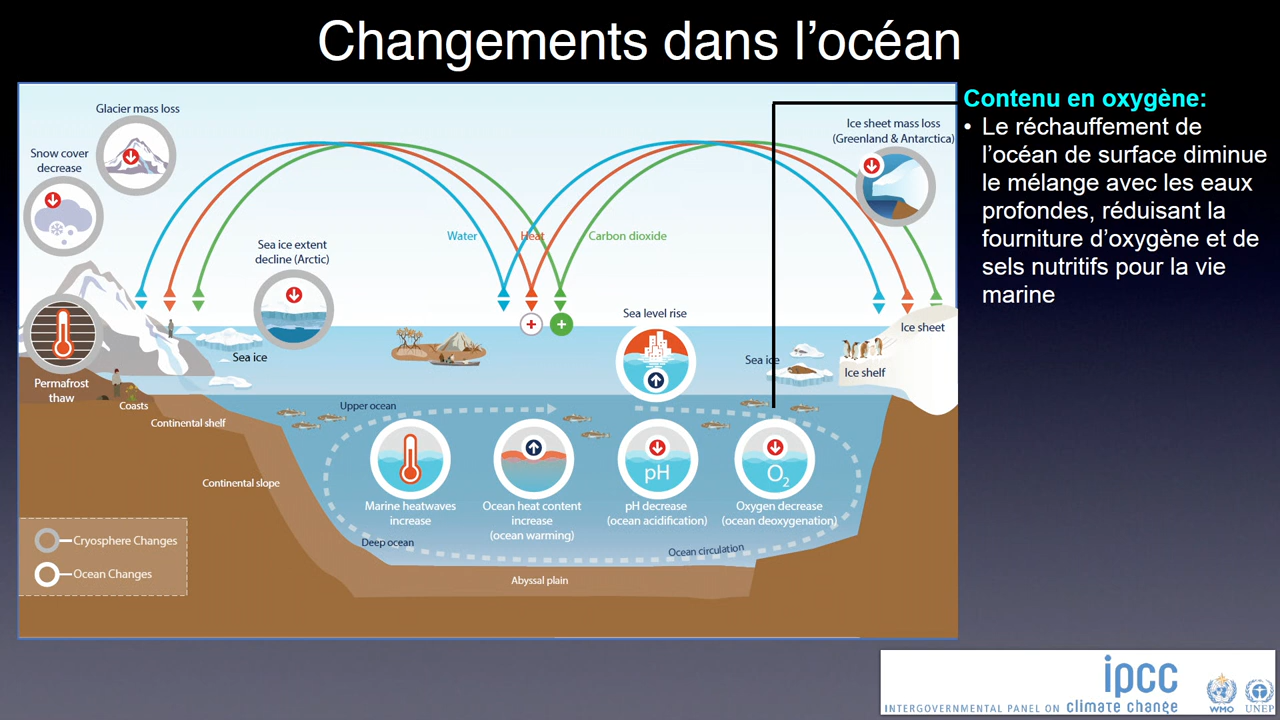 Changements dans l'océan
Glacier mass loss
Snow cover
decrease
Sea ice extent
decline (Arctic)
Water
Heat
Carbon dioxide
Ice sheet mass loss
(Greenland & Antarctica)
Contenu en oxygène:
• Le réchauffement de
l'océan de surface diminue
le mélange avec les eaux
profondes, réduisant la
fourniture d'oxygène et de
sels nutritifs pour la vie
marine
Sea level rise
Ice sheet
Sea ice
Sea ice
Ice shelf
Permafrost
thaw
Coasts
Continental shelf
Upper ocean
Continental slope
pH
O₂
Marine heatwaves
increase
Ocean heat content
increase
(ocean warming)
pH decrease
(ocean acidification)
Oxygen decrease
(ocean deoxygenation)
Deep ocean
Ocean circulation
Abyssal plain
Cryosphere Changes
Ocean Changes
ipcc
INTERGOVERNMENTAL PANEL ON climate change
WMO
UNEP